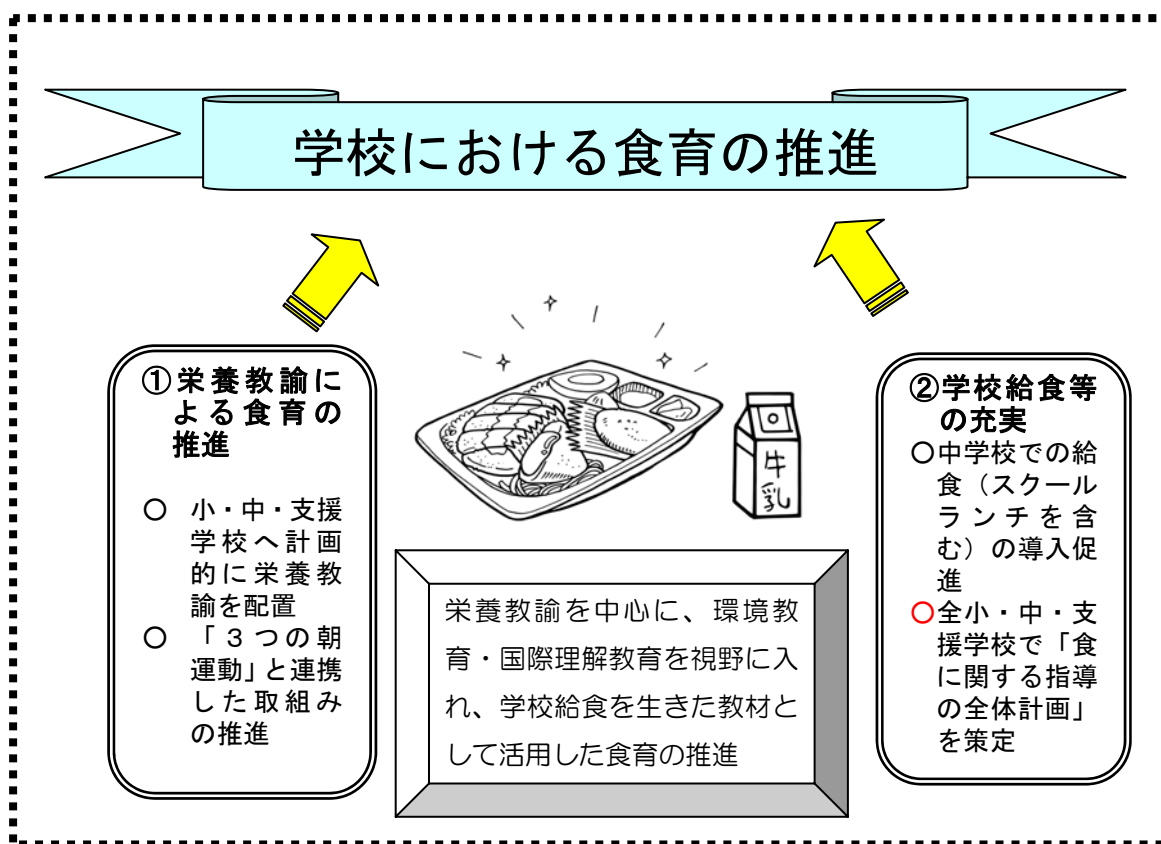 学校における食育の推進
①栄養教諭に
よる食育の
推進
○ 小・中・支援
学校へ計画
的に栄養教
諭を配置
○ 「３つの朝
運動」と連携
した取組み
の推進
牛
乳
栄養教諭を中心に、環境教
育・国際理解教育を視野に入
れ、学校給食を生きた教材と
して活用した食育の推進
②学校給食等
の充実
○中学校での給
食（スクール
ランチを含
む）の導入促
進
○全小・中・支
援学校で「食
に関する指導
の全体計画」
を策定